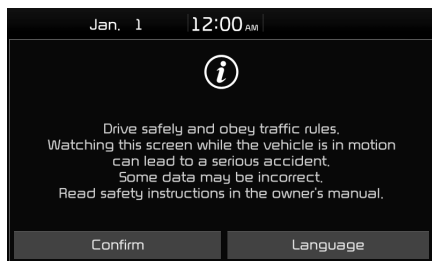 Jan. 1 12:00 AM
i
Drive safely and obey traffic rules.
Watching this screen while the vehicle is in motion
can lead to a serious accident.
Some data may be incorrect.
Read safety instructions in the owner's manual.
Confirm Language